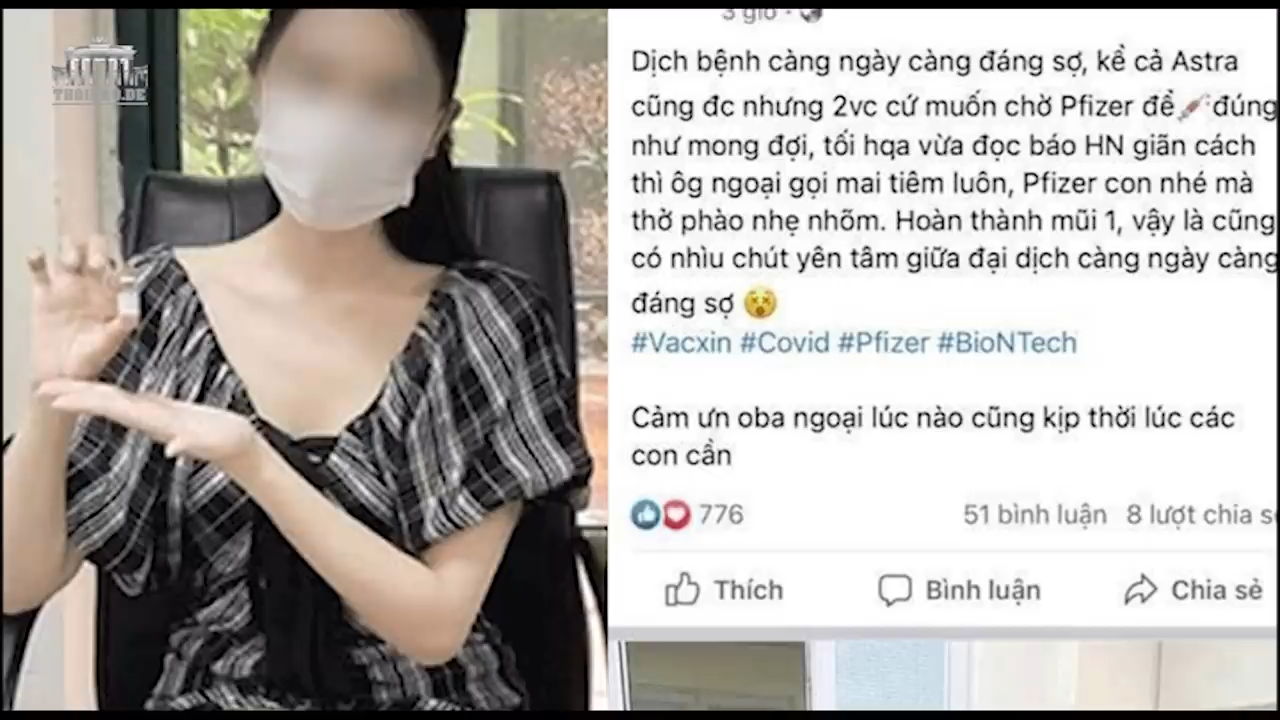 THOIBAO.DE
3 giờ
Dịch bệnh càng ngày càng đáng sợ, kể cả Astra
cũng đc nhưng 2vc cứ muốn chờ Pfizer để 💉 đúng
như mong đợi, tối hqa vừa đọc báo HN giãn cách
thì ôg ngoại gọi mai tiêm luôn, Pfizer con nhé mà
thở phào nhẹ nhõm. Hoàn thành mũi 1, vậy là cũng
có nhìu chút yên tâm giữa đại dịch càng ngày càng
đáng sợ 😵
#Vacxin #Covid #Pfizer #BioNTech
Cảm ưn oba ngoại lúc nào cũng kịp thời lúc các
con cần
776
51 bình luận 8 lượt chia s
Thích
Bình luận
Chia sẻ